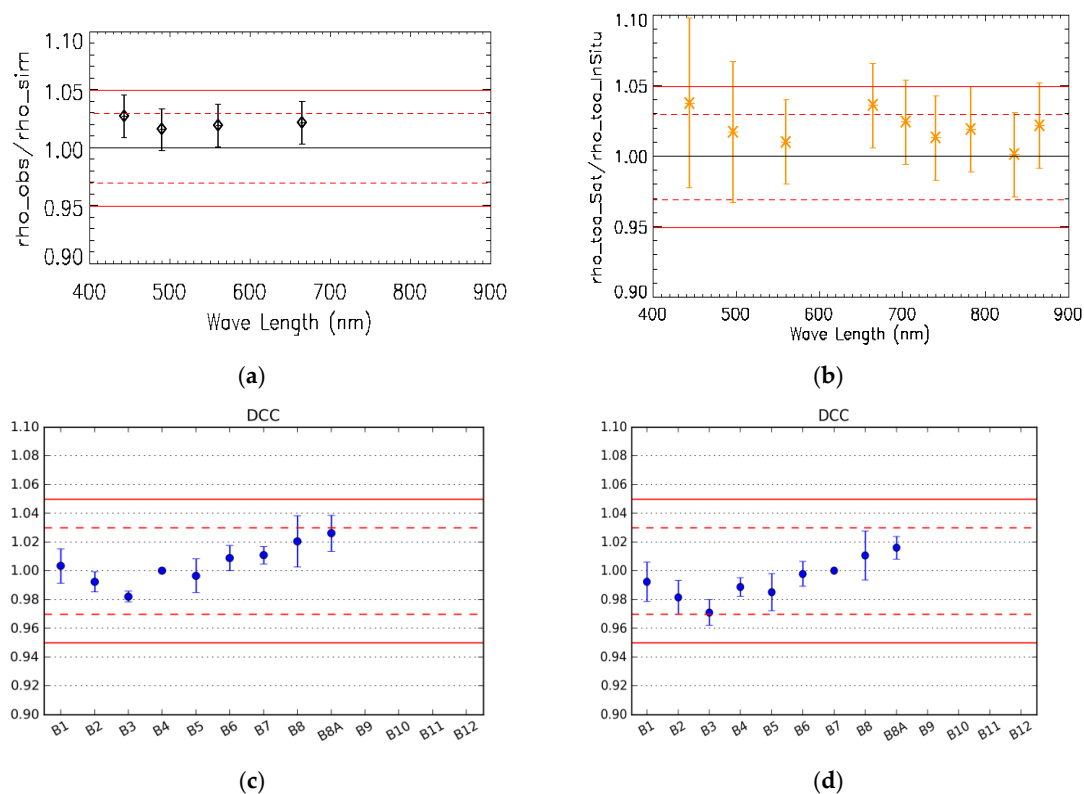 1.10
1.05
1.00
0.95
0.90
rho_obs/rho_sim
400 500 600 700 800 900
Wave Length (nm)
(a)
1.10
1.05
1.00
0.95
0.90
rho_toa_Sat/rho_toa_InSitu
400 500 600 700 800 900
Wave Length (nm)
(b)
DCC
1.10
1.08
1.06
1.04
1.02
1.00
0.98
0.96
0.94
0.92
0.90
B1 B2 B3 B4 B5 B6 B7 B8 B8A B9 B10 B11 B12
(c)
DCC
1.10
1.08
1.06
1.04
1.02
1.00
0.98
0.96
0.94
0.92
0.90
B1 B2 B3 B4 B5 B6 B7 B8 B8A B9 B10 B11 B12
(d)